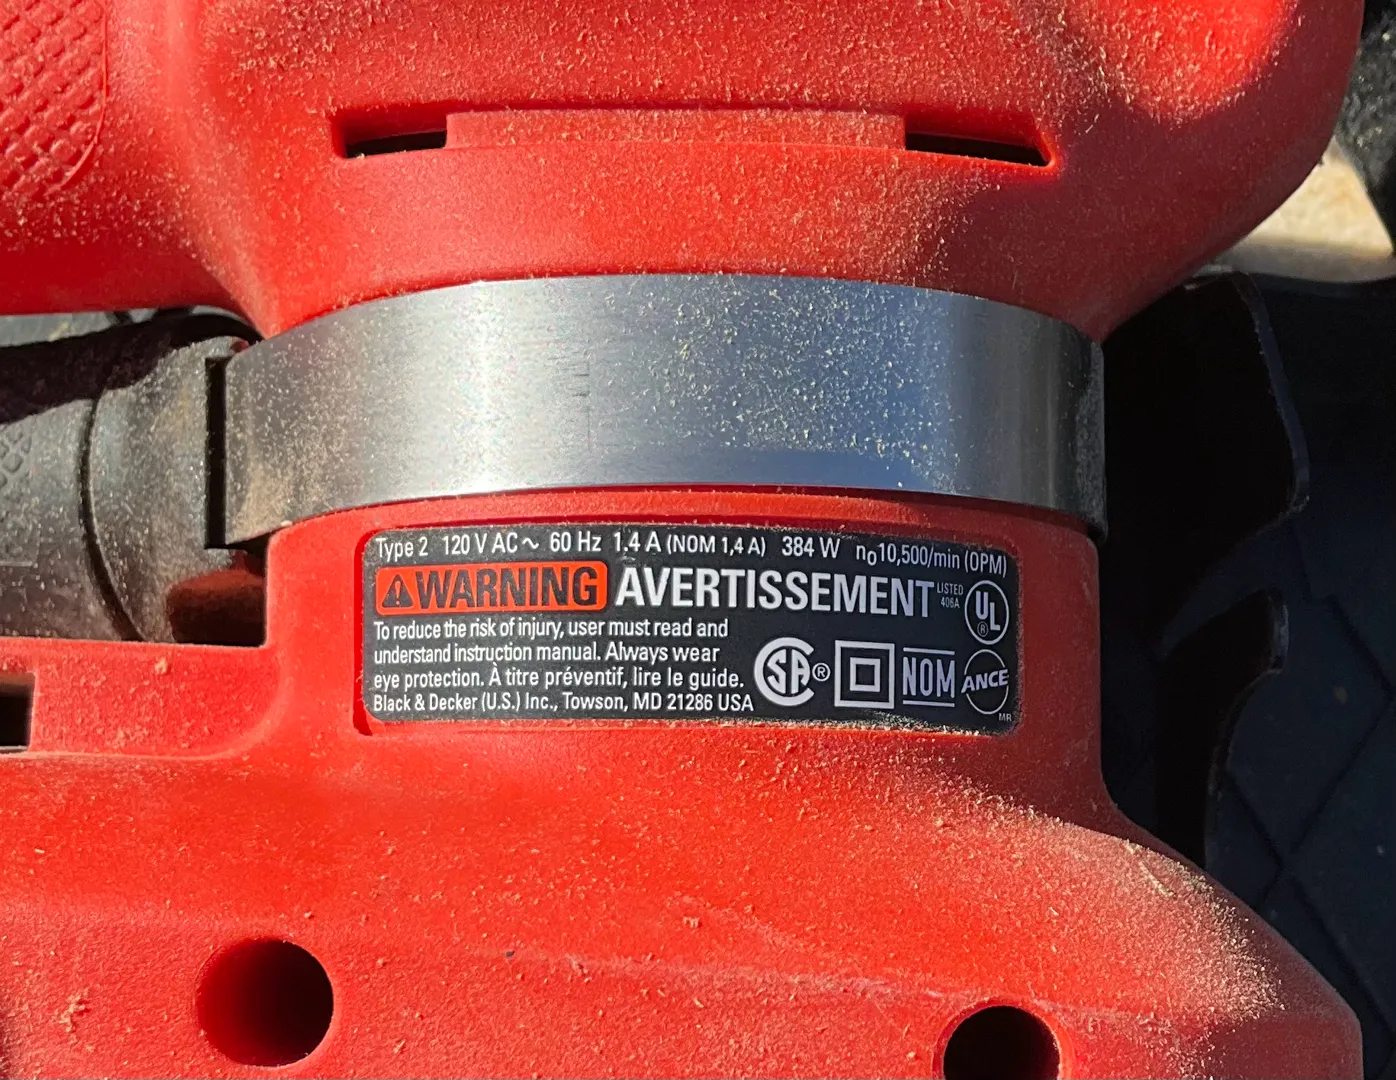 Type 2 120 V AC ~ 60 Hz 1.4 A (NOM 1,4 A) 384 W no 10,500/min (OPM)
WARNING AVERTISSEMENT
LISTED
406A
UL
®
To reduce the risk of injury, user must read and
understand instruction manual. Always wear
eye protection. À titre préventif, lire le guide.
Black & Decker (U.S.) Inc., Towson, MD 21286 USA
SA ®
NOM
ANCE
MR